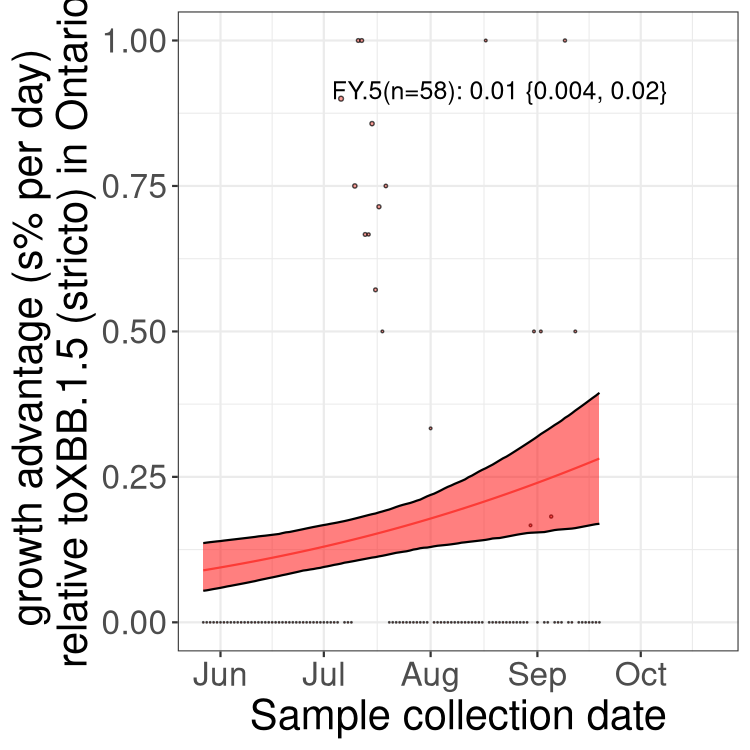 growth advantage (s% per day)
relative toXBB.1.5 (stricto) in Ontario
1.00
0.75
0.50
0.25
0.00
FY.5(n=58): 0.01 {0.004, 0.02}
Jun Jul Aug Sep Oct
Sample collection date